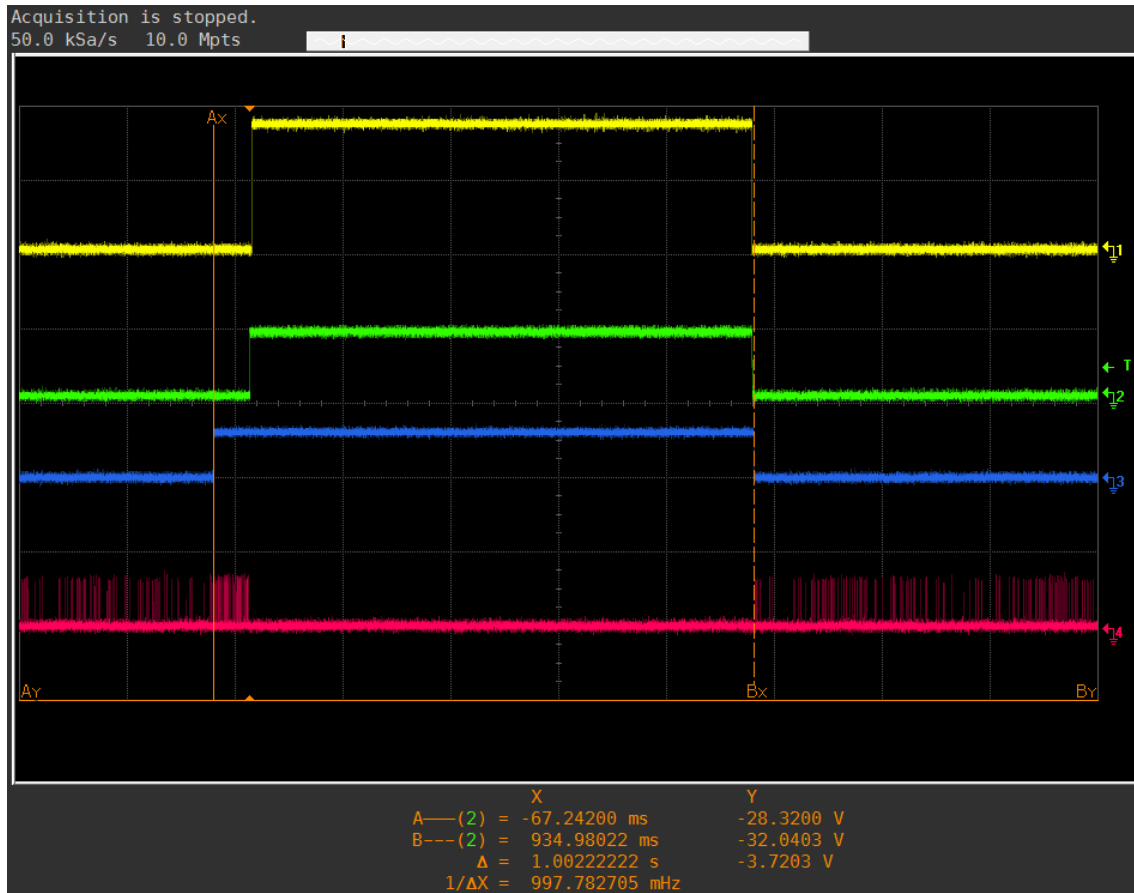 Acquisition is stopped.
50.0 kSa/s 10.0 Mpts
Ax
1
T
2
3
4
Ay Bx By
X Y
A——(2) = -67.24200 ms -28.3200 V
B---(2) = 934.98022 ms -32.0403 V
Δ = 1.00222222 s -3.7203 V
1/ΔX = 997.782705 mHz